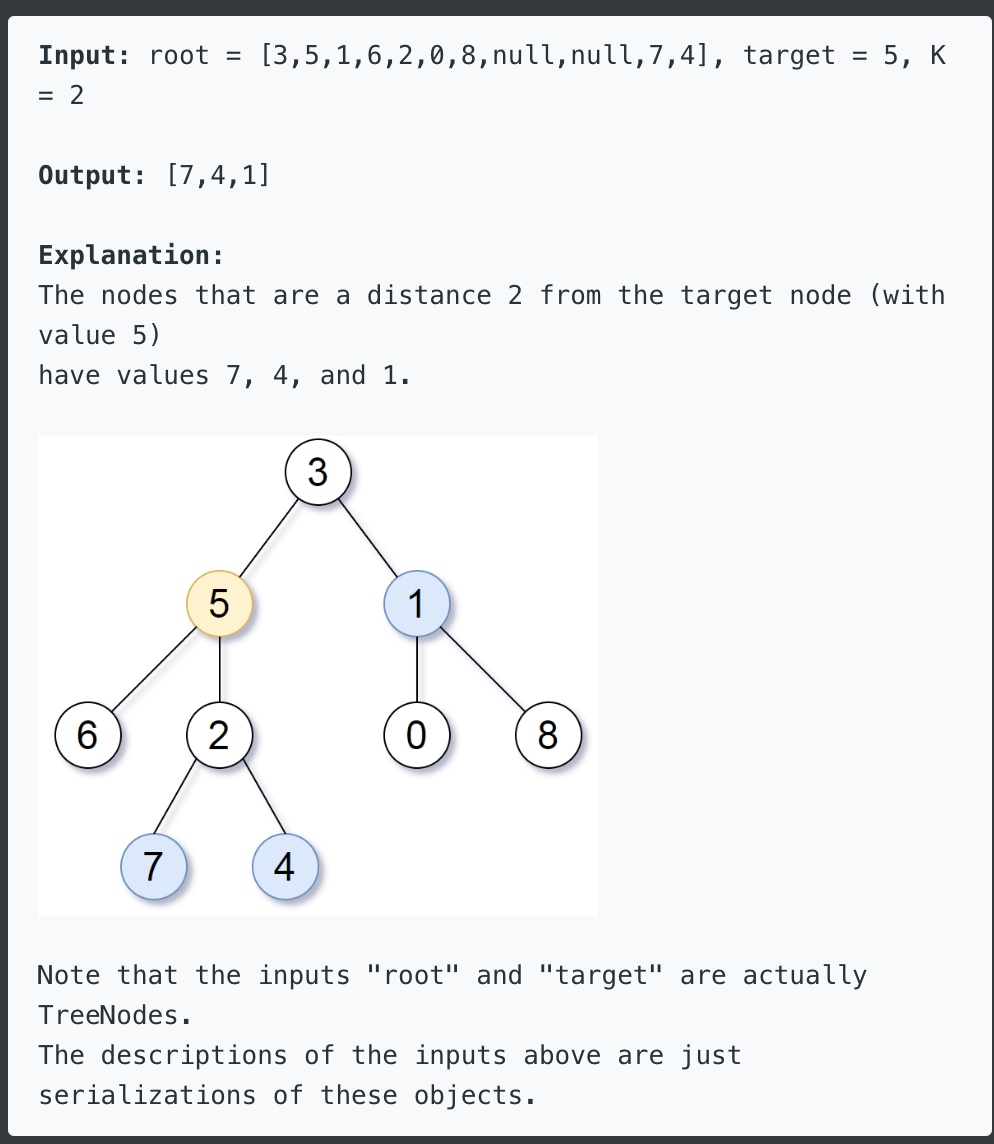 Input: root = [3,5,1,6,2,0,8,null,null,7,4], target = 5, K
= 2
Output: [7,4,1]
Explanation:
The nodes that are a distance 2 from the target node (with
value 5)
have values 7, 4, and 1.
3
5
1
6
2
0
8
7
4
Note that the inputs "root" and "target" are actually
TreeNodes.
The descriptions of the inputs above are just
serializations of these objects.